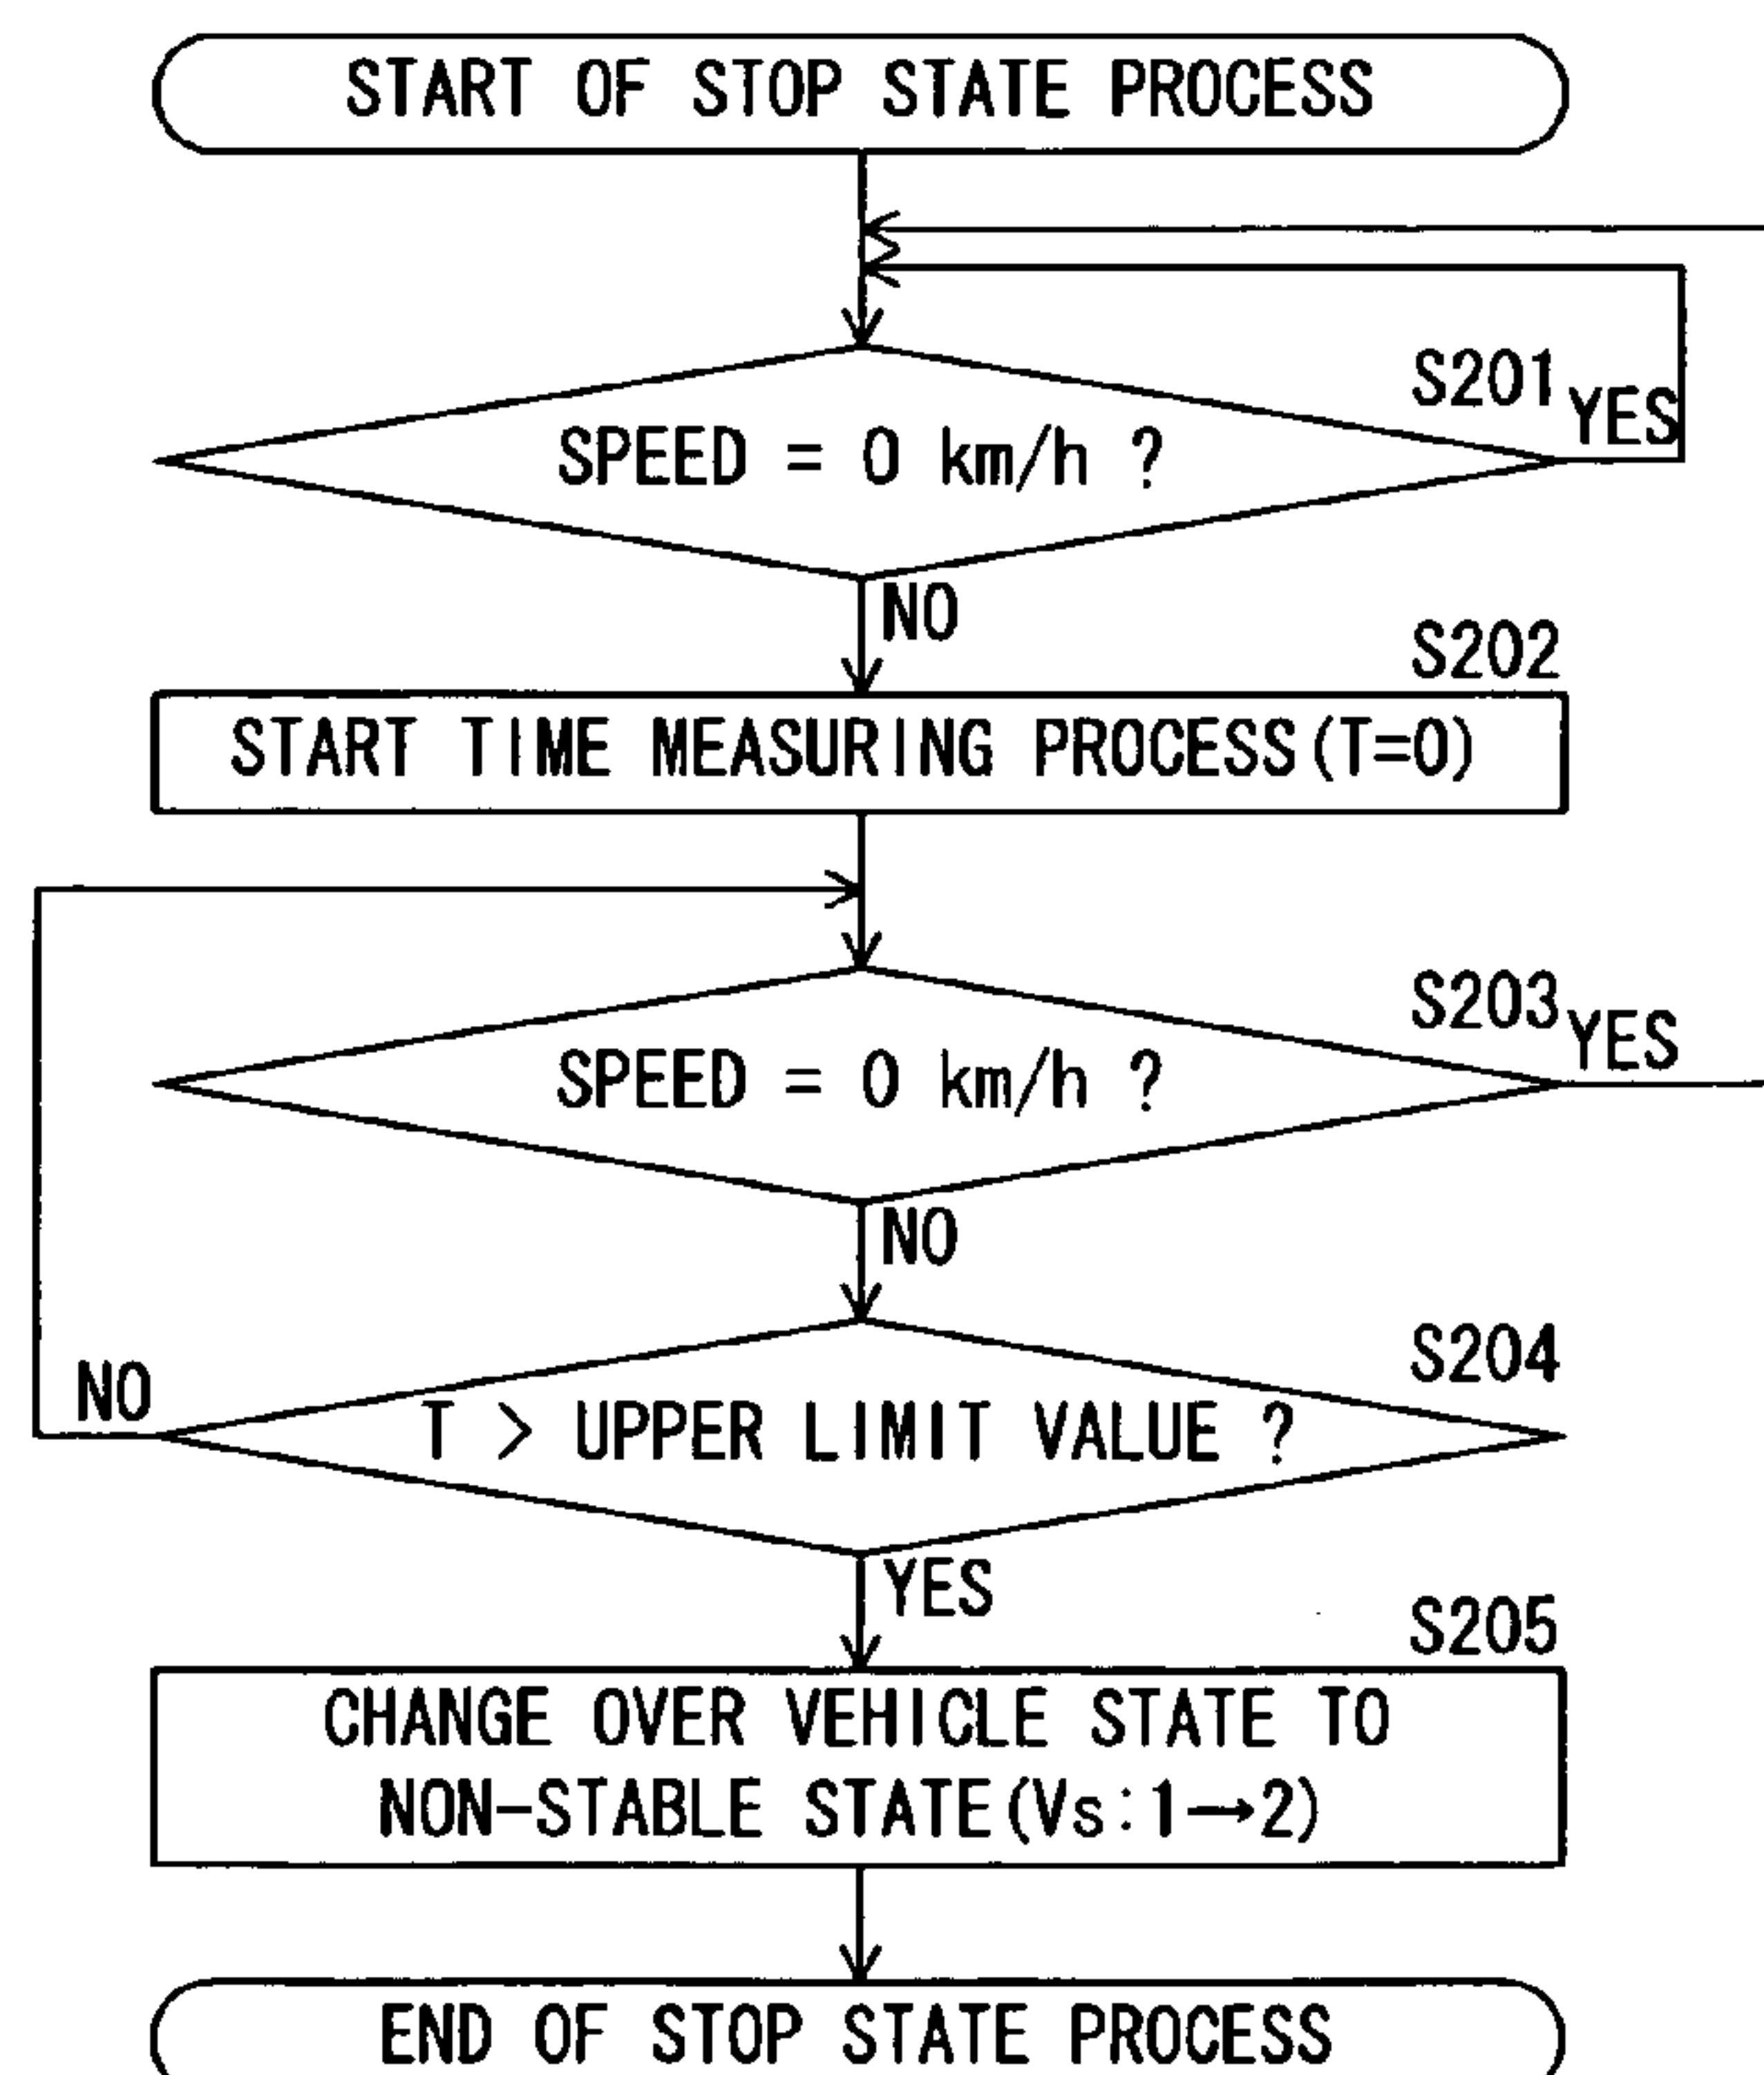 START OF STOP STATE PROCESS
S201
YES
SPEED = 0 km/h ?
NO
S202
START TIME MEASURING PROCESS(T=0)
S203
YES
SPEED = 0 km/h ?
NO
S204
NO
T > UPPER LIMIT VALUE ?
YES
S205
CHANGE OVER VEHICLE STATE TO
NON-STABLE STATE(Vs:1→2)
END OF STOP STATE PROCESS